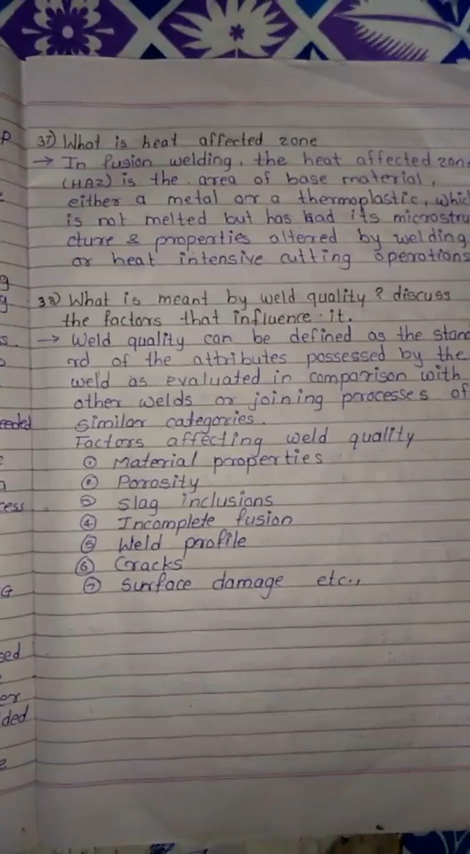 37) What is heat affected zone
→ In fusion welding, the heat affected zon
(HAZ) is the area of base material,
either a metal or a thermoplastic, whic
is not melted but has had its microstru
cture & properties altered by welding
or heat intensive cutting operations
38) What is meant by weld quality? discuss
the factors that influence it.
→ Weld quality can be defined as the stand
rd of the attributes possessed by the
weld as evaluated in comparison with
other welds or joining processes of
similar categories.
Factors affecting weld quality
① Material properties
② Porosity
③ Slag inclusions
④ Incomplete fusion
⑤ Weld profile
⑥ Cracks
⑦ Surface damage etc.,